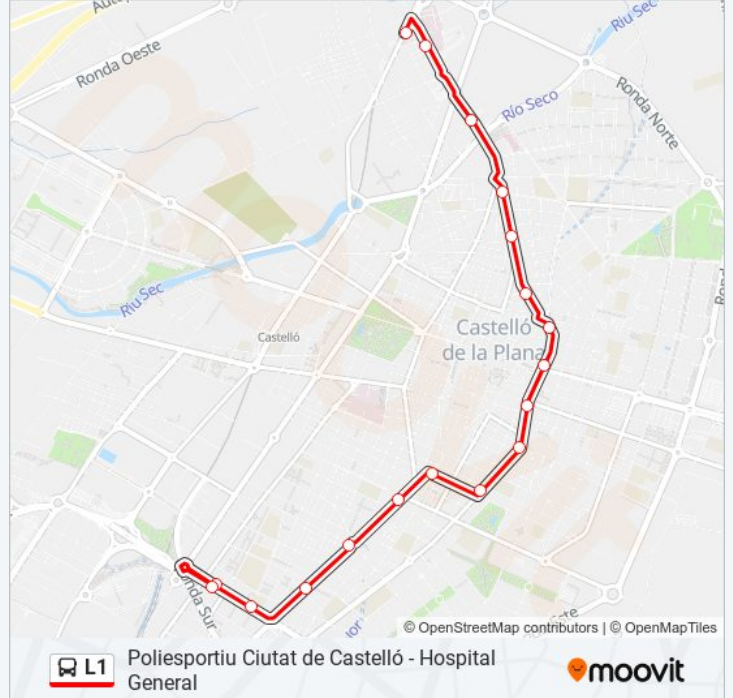 Riu Sec
Ronda Oeste
Ronda Norte
Río Seco
Riu Sec
Castelló
Castelló
de la Plana
Ronda Sur
© OpenStreetMap contributors | © OpenMapTiles
L1
Poliesportiu Ciutat de Castelló - Hospital
General
moovit